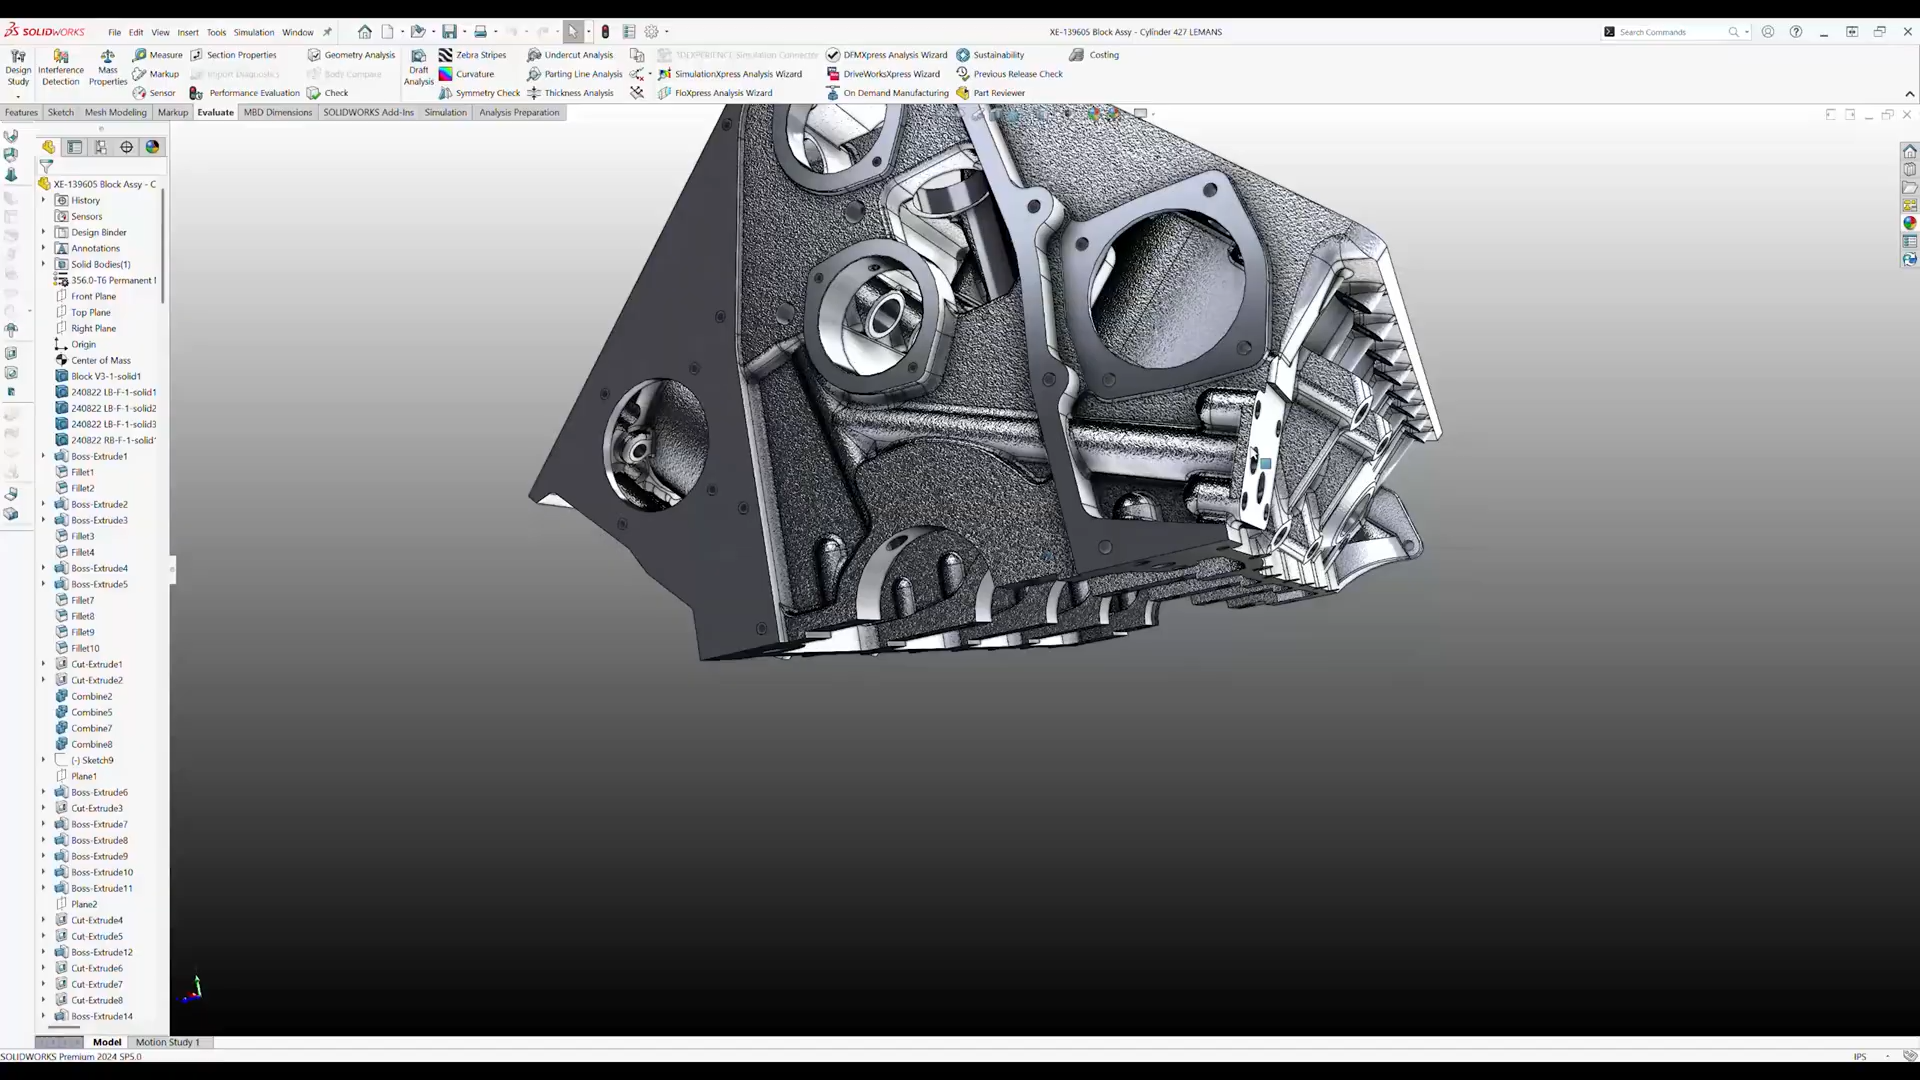 SOLIDWORKS File Edit View Insert Tools Simulation Window
XE-139605 Block Assy - Cylinder 427 LEMANS
Search Commands
Design Study
Interference Detection
Mass Properties
Measure
Markup
Sensor
Section Properties
Import Diagnostics
Performance Evaluation
Geometry Analysis
Body Compare
Check
Draft Analysis
Zebra Stripes
Curvature
Symmetry Check
Undercut Analysis
Parting Line Analysis
Thickness Analysis
3DEXPERIENCE Simulation Connector
SimulationXpress Analysis Wizard
FloXpress Analysis Wizard
DFMXpress Analysis Wizard
DriveWorksXpress Wizard
On Demand Manufacturing
Sustainability
Previous Release Check
Part Reviewer
Costing
Features Sketch Mesh Modeling Markup Evaluate MBD Dimensions SOLIDWORKS Add-Ins Simulation Analysis Preparation
XE-139605 Block Assy - C
History
Sensors
Design Binder
Annotations
Solid Bodies(1)
356.0-T6 Permanent
Front Plane
Top Plane
Right Plane
Origin
Center of Mass
Block V3-1-solid1
240822 LB-F-1-solid1
240822 LB-F-1-solid2
240822 LB-F-1-solid3
240822 RB-F-1-solid
Boss-Extrude1
Fillet1
Fillet2
Boss-Extrude2
Boss-Extrude3
Fillet3
Fillet4
Boss-Extrude4
Boss-Extrude5
Fillet7
Fillet8
Fillet9
Fillet10
Cut-Extrude1
Cut-Extrude2
Combine2
Combine5
Combine7
Combine8
(-) Sketch9
Plane1
Boss-Extrude6
Cut-Extrude3
Boss-Extrude7
Boss-Extrude8
Boss-Extrude9
Boss-Extrude10
Boss-Extrude11
Plane2
Cut-Extrude4
Cut-Extrude5
Boss-Extrude12
Cut-Extrude6
Cut-Extrude7
Cut-Extrude8
Boss-Extrude14
Model Motion Study 1
SOLIDWORKS Premium 2024 SP5.0
IPS